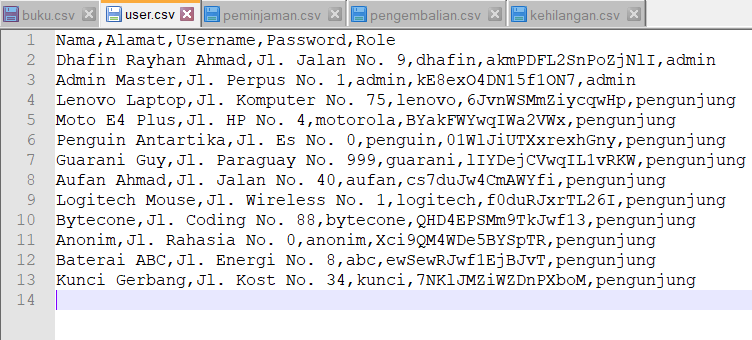 buku.csv user.csv peminjaman.csv pengembalian.csv kehilangan.csv
1 Nama,Alamat,Username,Password,Role
2 Dhafin Rayhan Ahmad,Jl. Jalan No. 9,dhafin,akmPDFL2SnPoZjNlI,admin
3 Admin Master,Jl. Perpus No. 1,admin,kE8exO4DN15f1ON7,admin
4 Lenovo Laptop,Jl. Komputer No. 75,lenovo,6JvnWSMmZiycqwHp,pengunjung
5 Moto E4 Plus,Jl. HP No. 4,motorola,BYakFWYwqIWa2VWx,pengunjung
6 Penguin Antartika,Jl. Es No. 0,penguin,01WlJiUTXxrexhGny,pengunjung
7 Guarani Guy,Jl. Paraguay No. 999,guarani,lIYDejCVwqIL1vRKW,pengunjung
8 Aufan Ahmad,Jl. Jalan No. 40,aufan,cs7duJw4CmAWYfi,pengunjung
9 Logitech Mouse,Jl. Wireless No. 1,logitech,f0duRJxrTL26I,pengunjung
10 Bytecone,Jl. Coding No. 88,bytecone,QHD4EPSMm9TkJwf13,pengunjung
11 Anonim,Jl. Rahasia No. 0,anonim,Xci9QM4WDe5BYSpTR,pengunjung
12 Baterai ABC,Jl. Energi No. 8,abc,ewSewRJwf1EjBJvT,pengunjung
13 Kunci Gerbang,Jl. Kost No. 34,kunci,7NKlJMZiWZDnPXboM,pengunjung
14